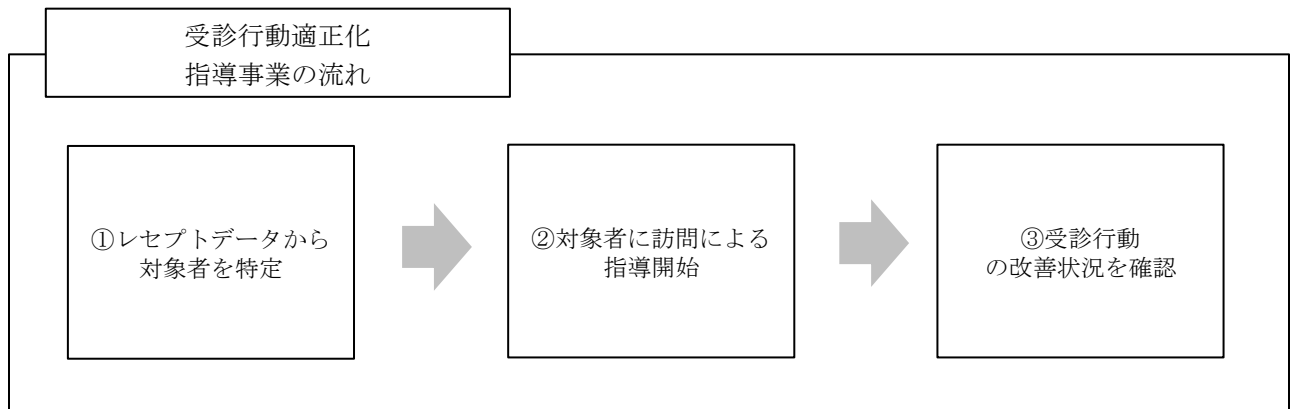 受診行動適正化
指導事業の流れ
①レセプトデータから
対象者を特定
②対象者に訪問による
指導開始
③受診行動
の改善状況を確認